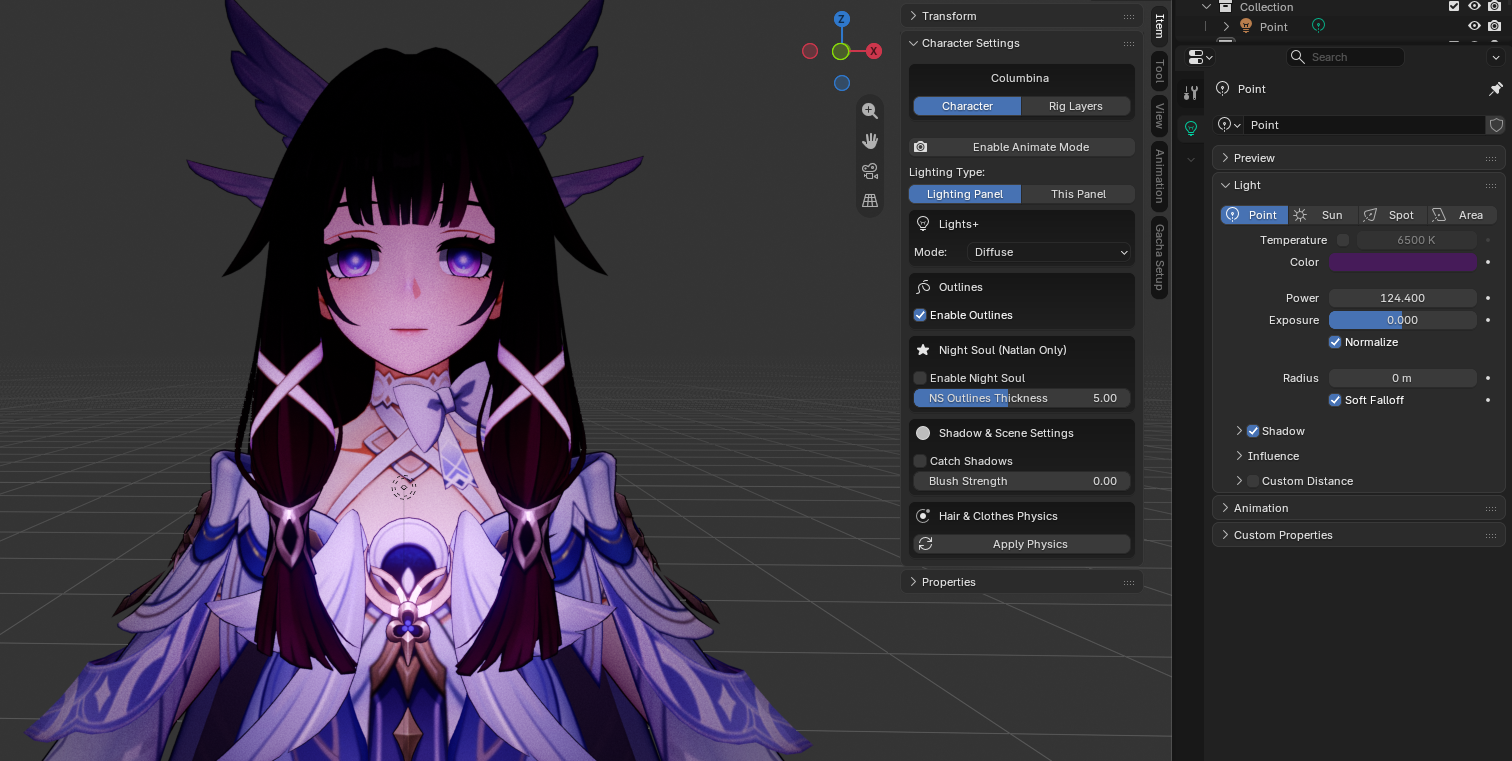 Z
X
Transform
Character Settings
Columbina
Character
Rig Layers
Enable Animate Mode
Lighting Type:
Lighting Panel
This Panel
Lights+
Mode:
Diffuse
Outlines
Enable Outlines
Night Soul (Natlan Only)
Enable Night Soul
NS Outlines Thickness 5.00
Shadow & Scene Settings
Catch Shadows
Blush Strength 0.00
Hair & Clothes Physics
Apply Physics
Properties
Item
Tool
View
Animation
Gacha Setup
Collection
Point
Search
Point
Point
Preview
Light
Point
Sun
Spot
Area
Temperature 6500 K
Color
Power 124.400
Exposure 0.000
Normalize
Radius 0 m
Soft Falloff
Shadow
Influence
Custom Distance
Animation
Custom Properties